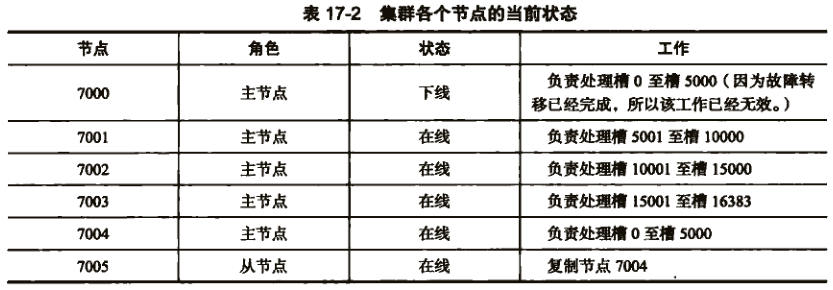 表 17-2 集群各个节点的当前状态
节点 角色 状态 工作
7000 主节点 下线 负责处理槽 0 至槽 5000（因为故障转
移已经完成，所以该工作已经无效。）
7001 主节点 在线 负责处理槽 5001 至槽 10000
7002 主节点 在线 负责处理槽 10001 至槽 15000
7003 主节点 在线 负责处理槽 15001 至槽 16383
7004 主节点 在线 负责处理槽 0 至槽 5000
7005 从节点 在线 复制节点 7004